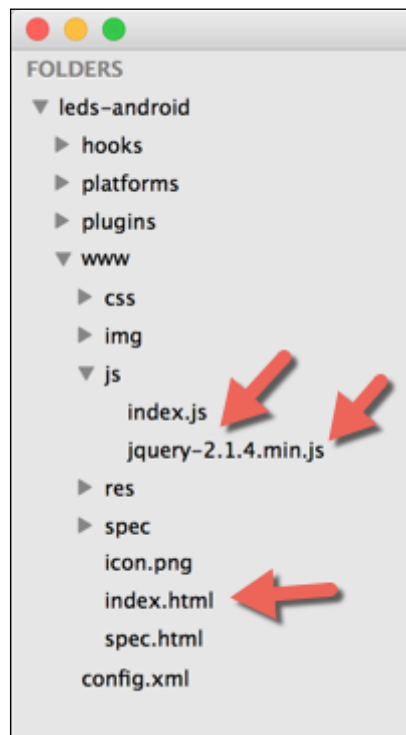 FOLDERS
leds-android
hooks
platforms
plugins
www
css
img
js
index.js
jquery-2.1.4.min.js
res
spec
icon.png
index.html
spec.html
config.xml